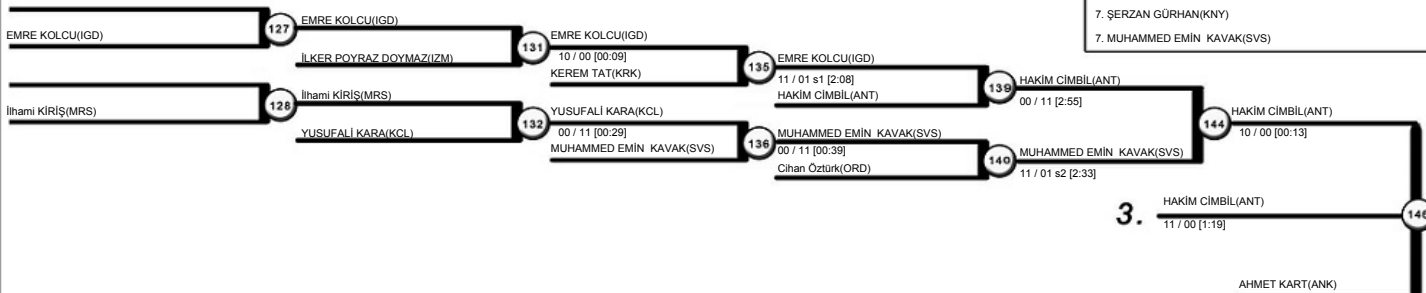 7. ŞERZAN GÜRHAN(KNY)
7. MUHAMMED EMİN KAVAK(SVS)
EMRE KOLCU(IGD)
127
EMRE KOLCU(IGD)
İLKER POYRAZ DOYMAZ(IZM)
131
EMRE KOLCU(IGD)
10 / 00 [00:09]
KEREM TAT(KRK)
135
EMRE KOLCU(IGD)
11 / 01 s1 [2:08]
HAKİM CİMBİL(ANT)
139
HAKİM CİMBİL(ANT)
00 / 11 [2:55]
İlhami KİRİŞ(MRS)
128
İlhami KİRİŞ(MRS)
YUSUFALİ KARA(KCL)
132
YUSUFALİ KARA(KCL)
00 / 11 [00:29]
MUHAMMED EMİN KAVAK(SVS)
136
MUHAMMED EMİN KAVAK(SVS)
00 / 11 [00:39]
Cihan Öztürk(ORD)
140
MUHAMMED EMİN KAVAK(SVS)
11 / 01 s2 [2:33]
144
HAKİM CİMBİL(ANT)
10 / 00 [00:13]
3.
HAKİM CİMBİL(ANT)
11 / 00 [1:19]
146
AHMET KART(ANK)